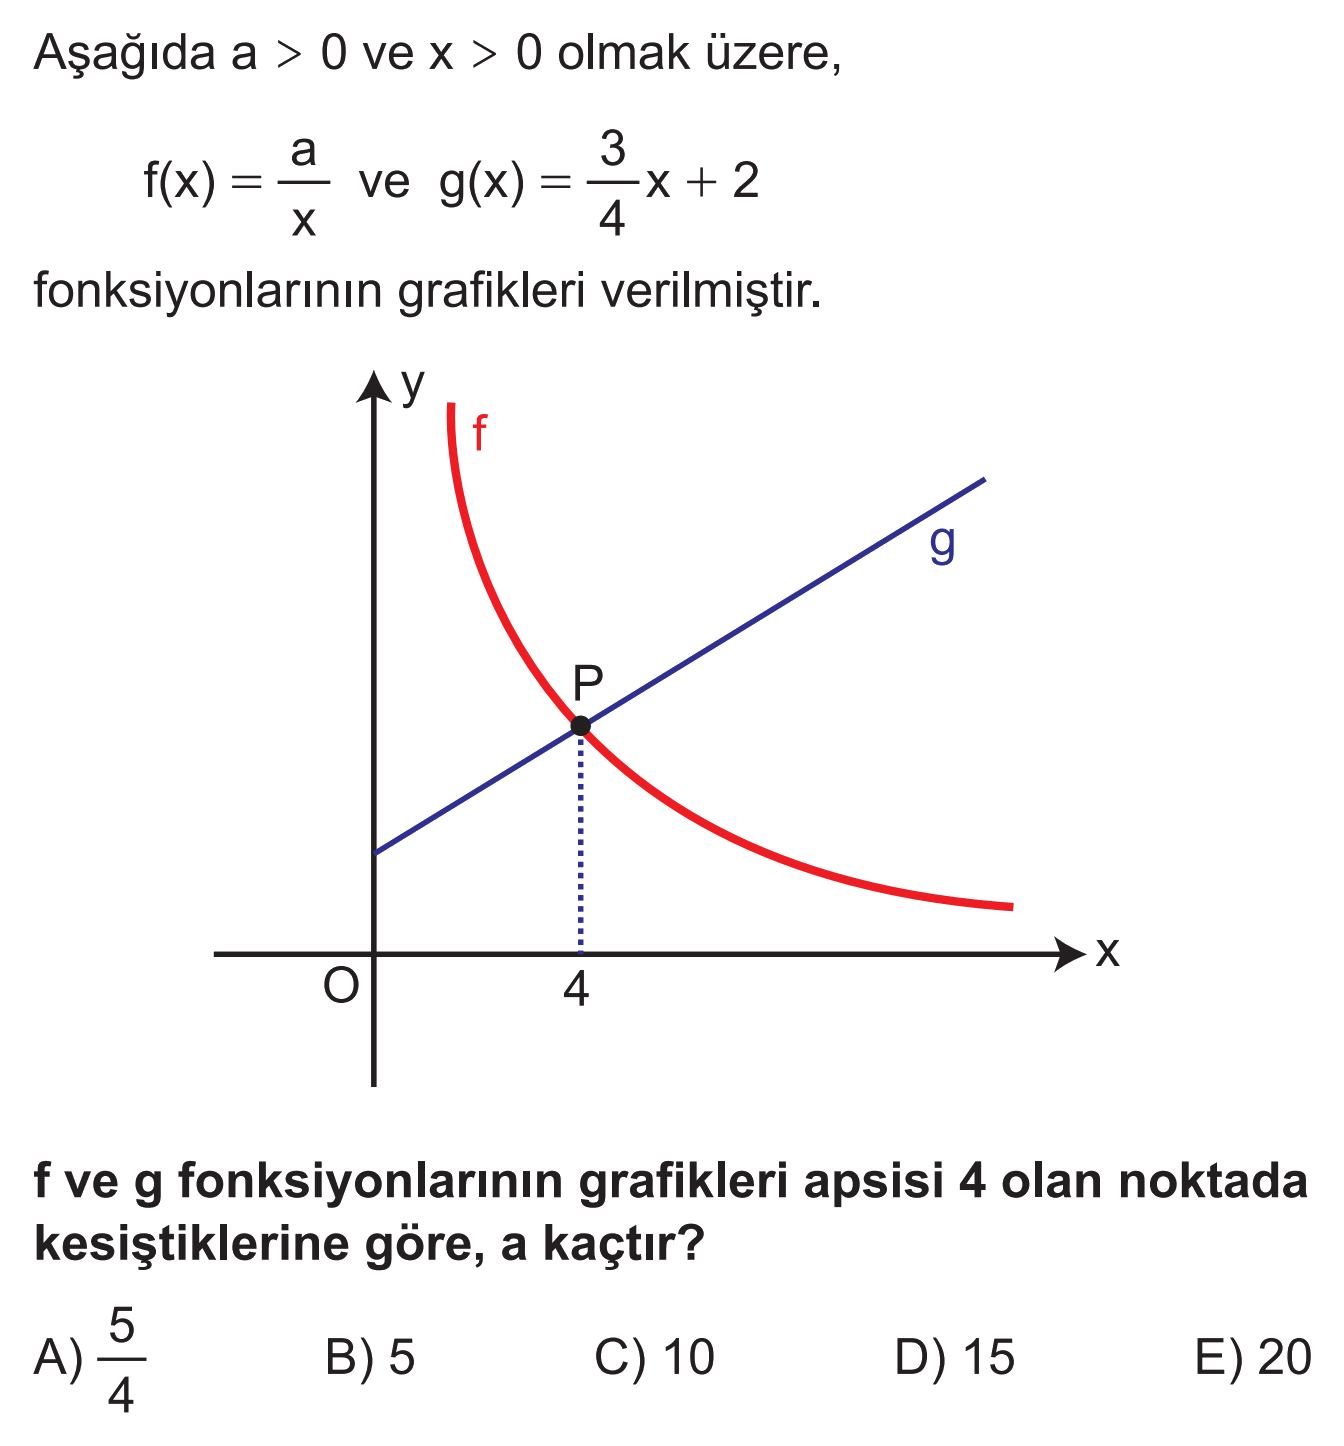 Aşağıda a > 0 ve x > 0 olmak üzere,
f(x) = a/x ve g(x) = 3/4 x + 2
fonksiyonlarının grafikleri verilmiştir.
y
f
g
P
x
O
4
f ve g fonksiyonlarının grafikleri apsisi 4 olan noktada
kesiştiklerine göre, a kaçtır?
A) 5/4 B) 5 C) 10 D) 15 E) 20